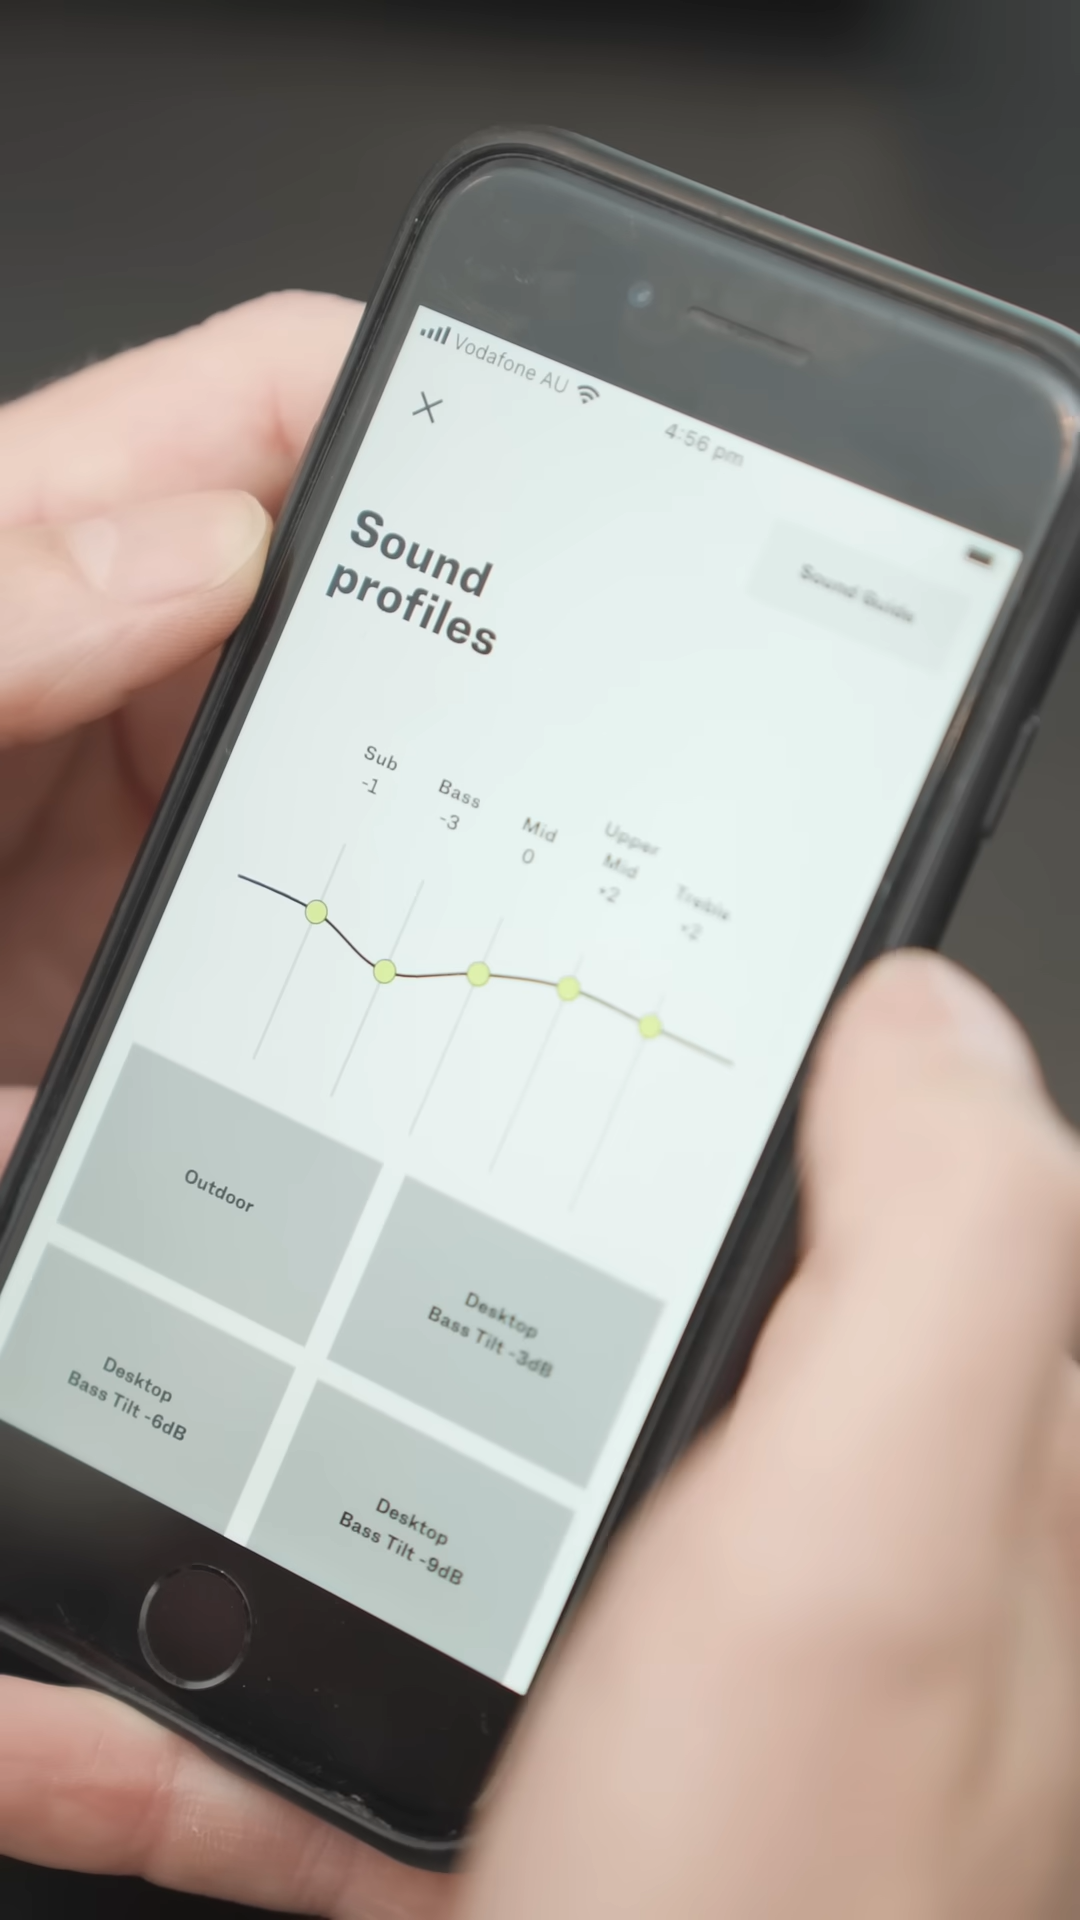 Vodafone AU
4:56 pm
Sound Guide
Sound
profiles
Sub
-1
Bass
-3
Mid
0
Upper
Mid
+2
Treble
+2
Outdoor
Desktop
Bass Tilt -3dB
Desktop
Bass Tilt -6dB
Desktop
Bass Tilt -9dB